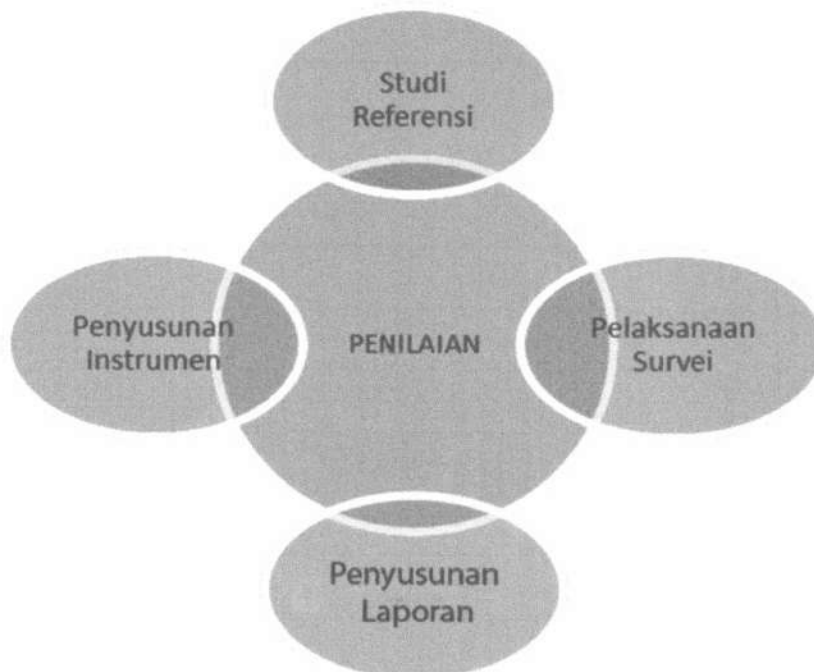 Studi
Referensi
Penyusunan
Instrumen
PENILAIAN
Pelaksanaan
Survei
Penyusunan
Laporan